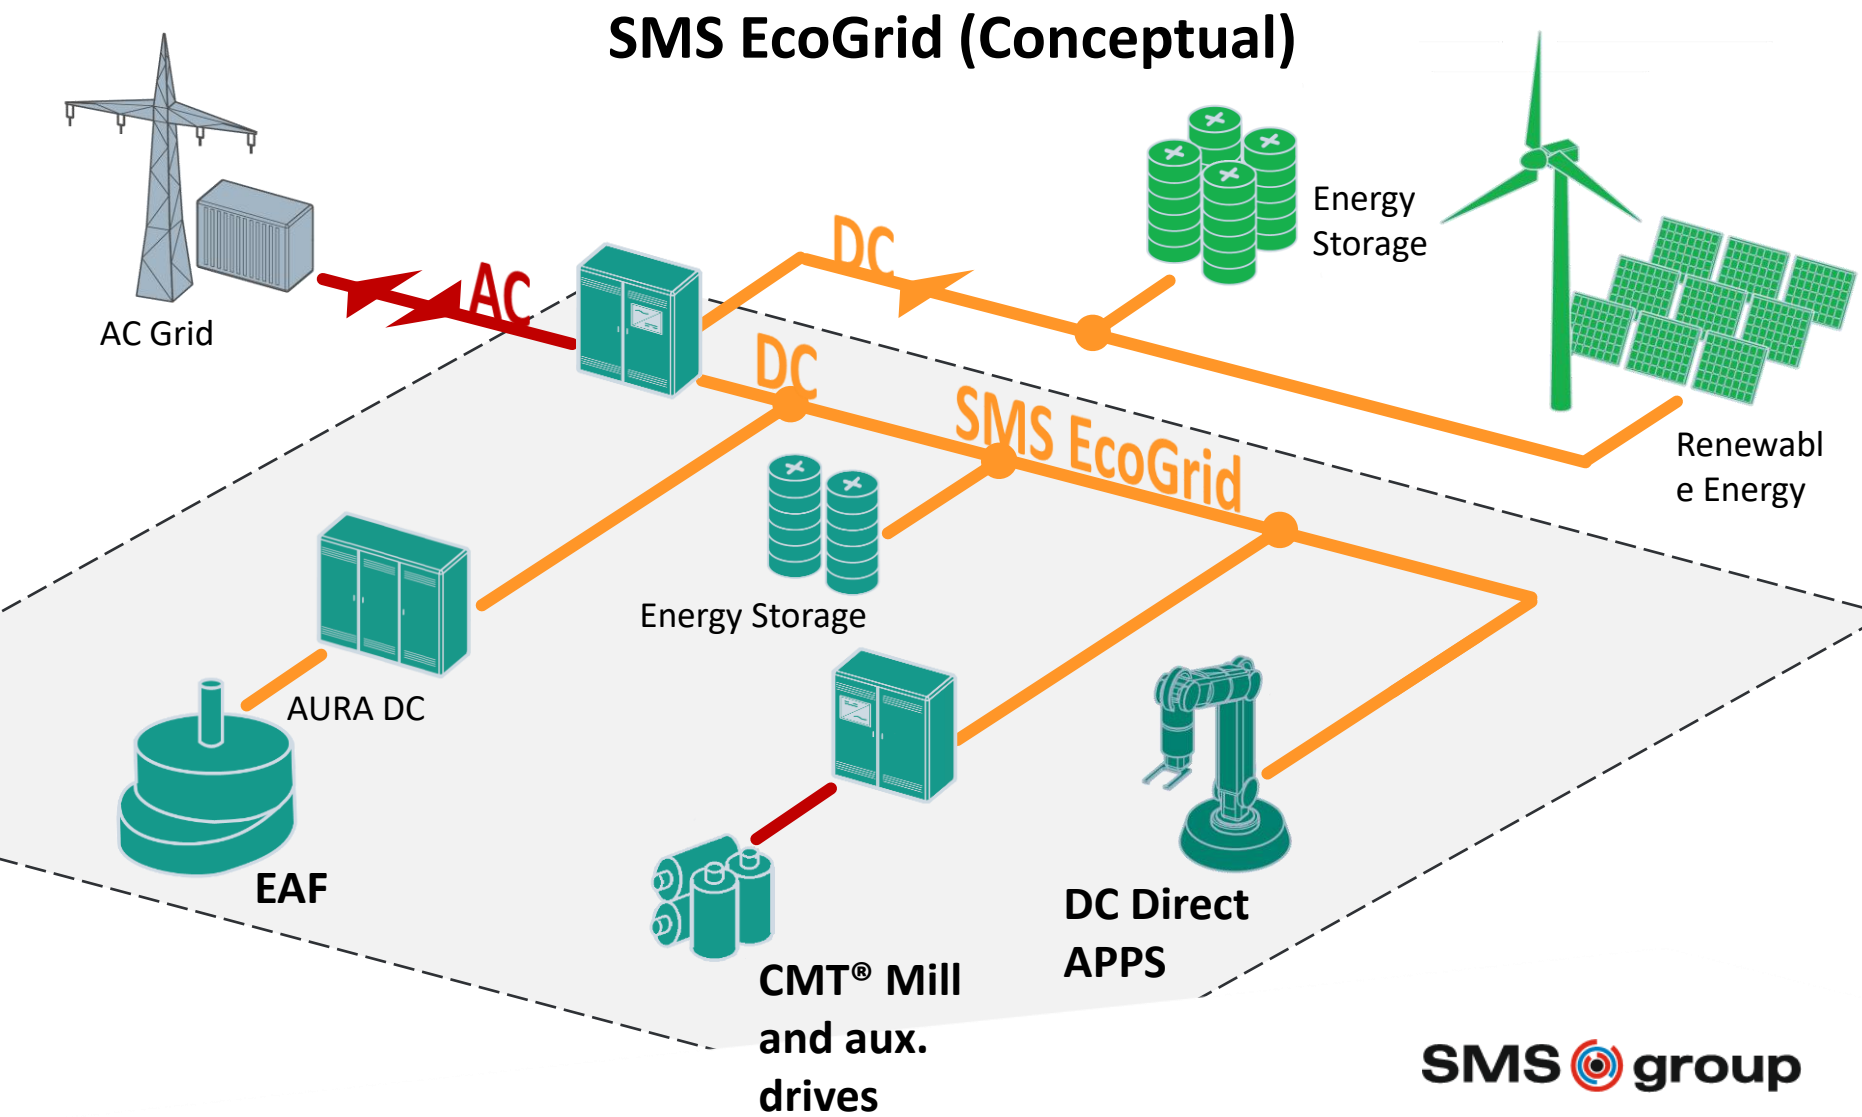 SMS EcoGrid (Conceptual)
Energy
Storage
DC
AC
AC Grid
DC
SMS EcoGrid
Renewabl
e Energy
Energy Storage
AURA DC
EAF
DC Direct
APPS
CMT® Mill
and aux.
drives
SMS group